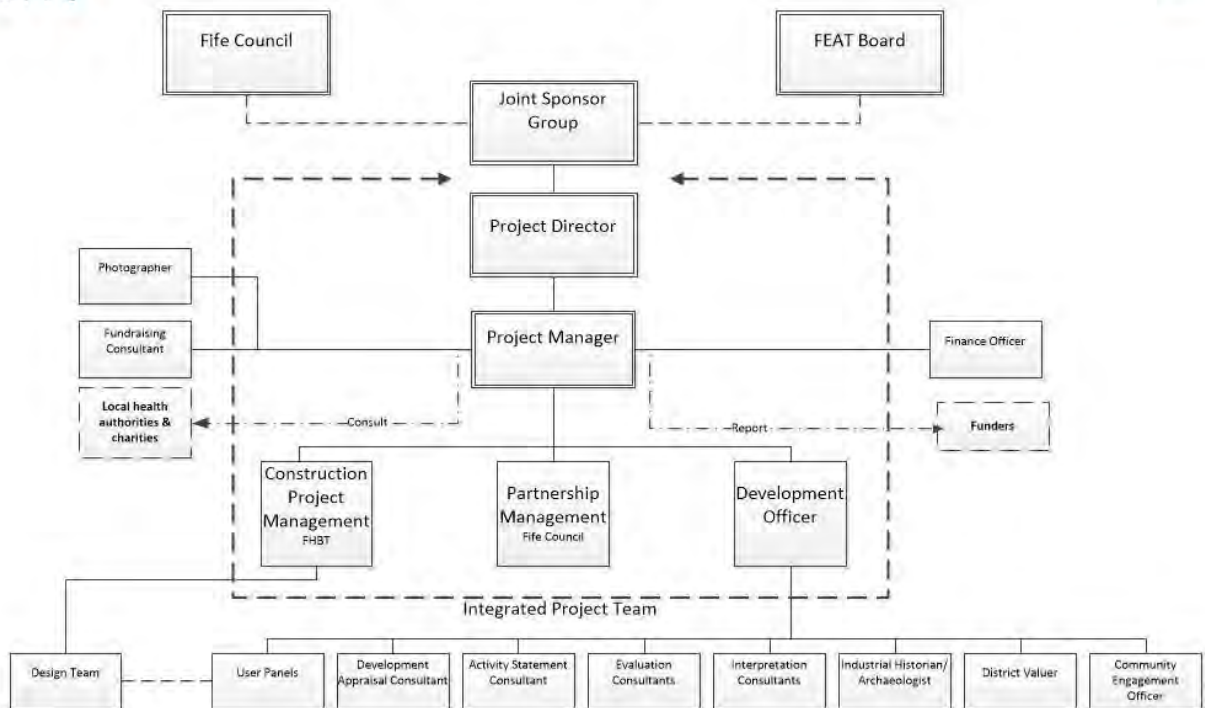 Fife Council
FEAT Board
Joint Sponsor
Group
Project Director
Photographer
Project Manager
Fundraising
Consultant
Finance Officer
Local health
authorities &
charities
Consult
Report
Funders
Construction
Project
Management
FHBT
Partnership
Management
Fife Council
Development
Officer
Integrated Project Team
Design Team
User Panels
Development
Appraisal Consultant
Activity Statement
Consultant
Evaluation
Consultants
Interpretation
Consultants
Industrial Historian/
Archaeologist
District Valuer
Community
Engagement
Officer